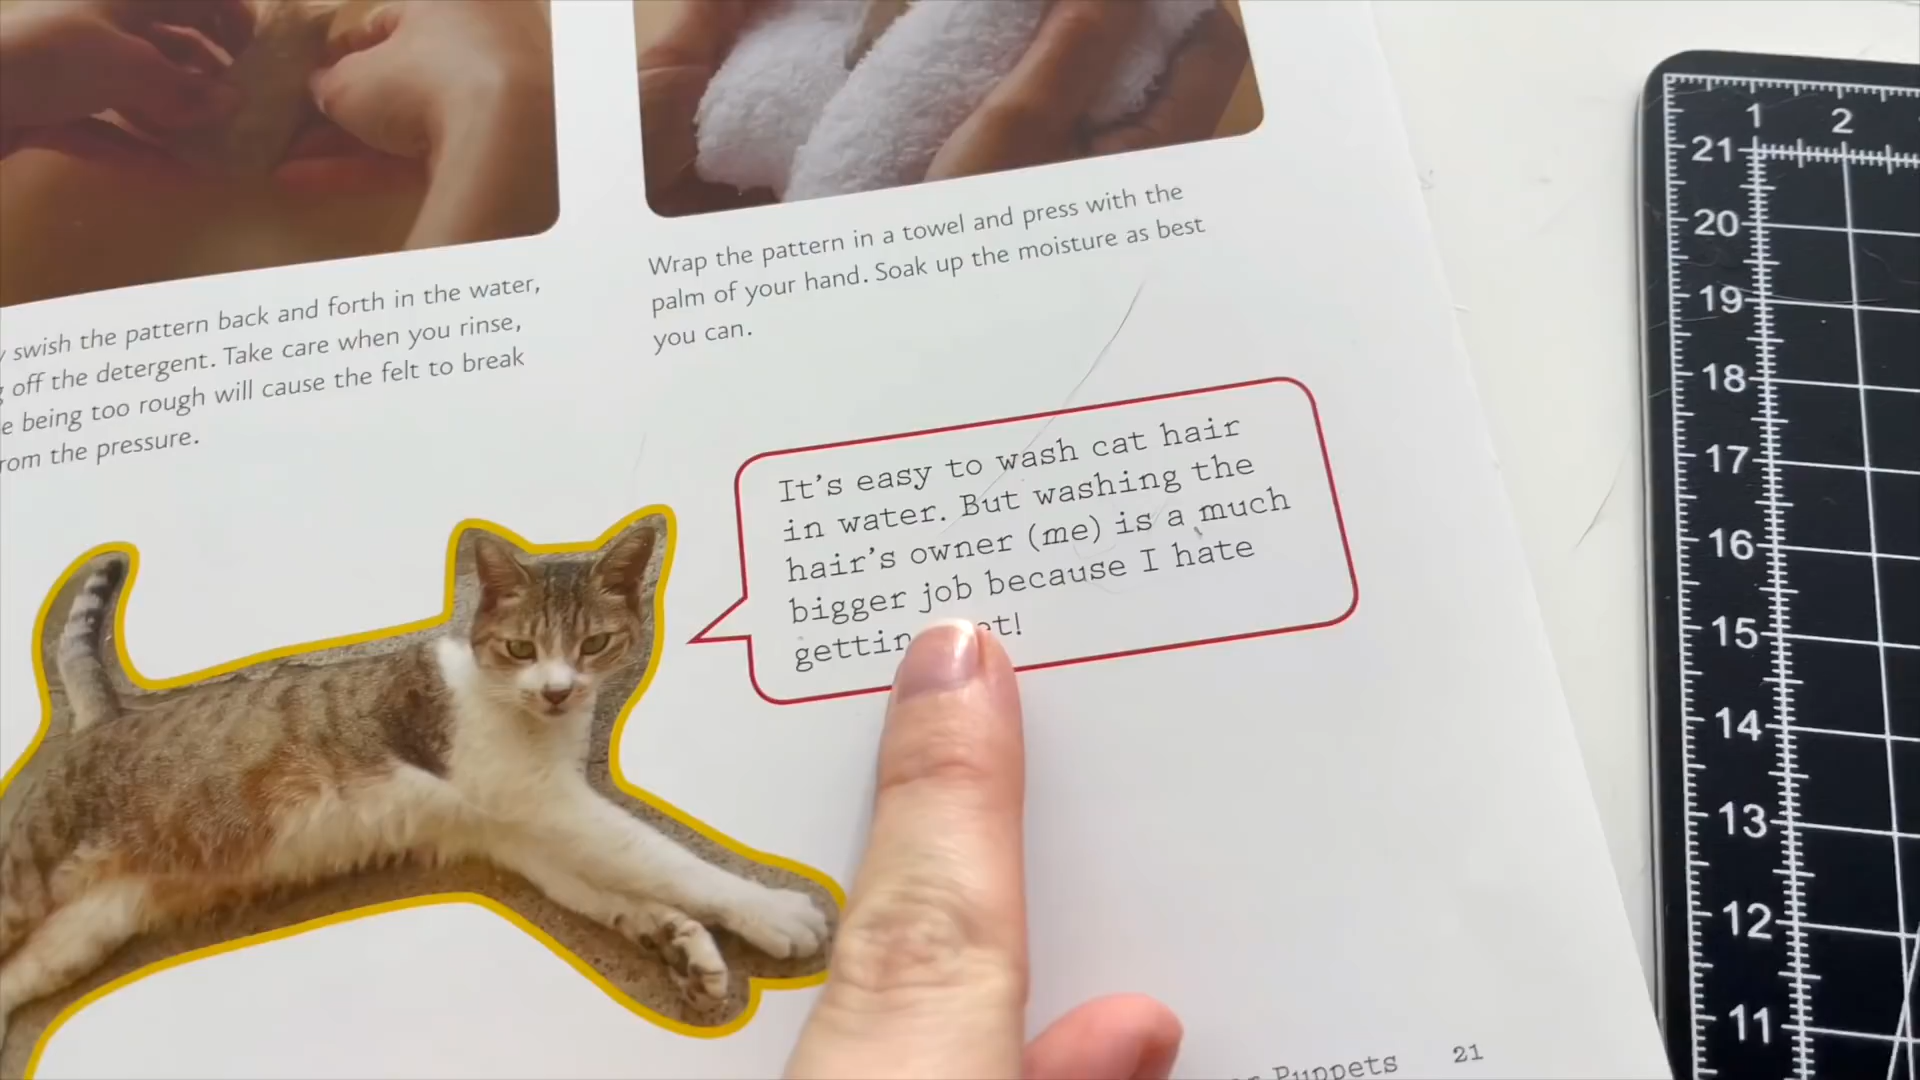 swish the pattern back and forth in the water,
off the detergent. Take care when you rinse,
being too rough will cause the felt to break
the pressure.
Wrap the pattern in a towel and press with the
palm of your hand. Soak up the moisture as best
you can.
It's easy to wash cat hair
in water. But washing the
hair's owner (me) is a much
bigger job because I hate
Puppets 21
1 2
21
20
19
18
17
16
15
14
13
12
11